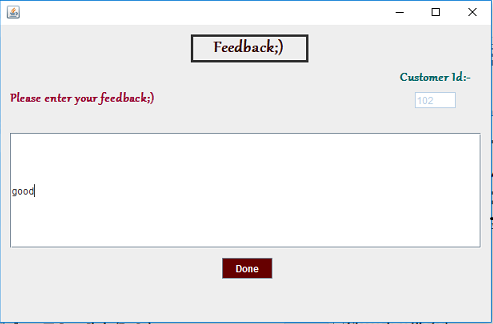 Feedback;)
Customer Id:-
Please enter your feedback;)
102
good
Done